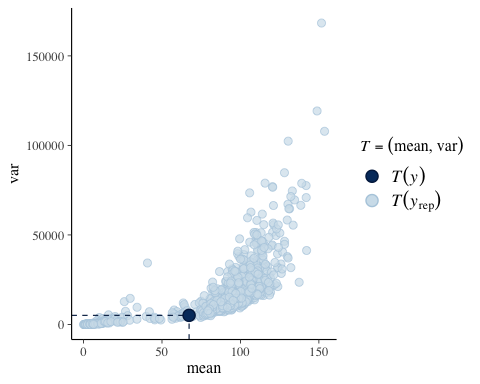 150000
100000
50000
0
var
0 50 100 150
mean
T = (mean, var)
T(y)
T(y_rep)